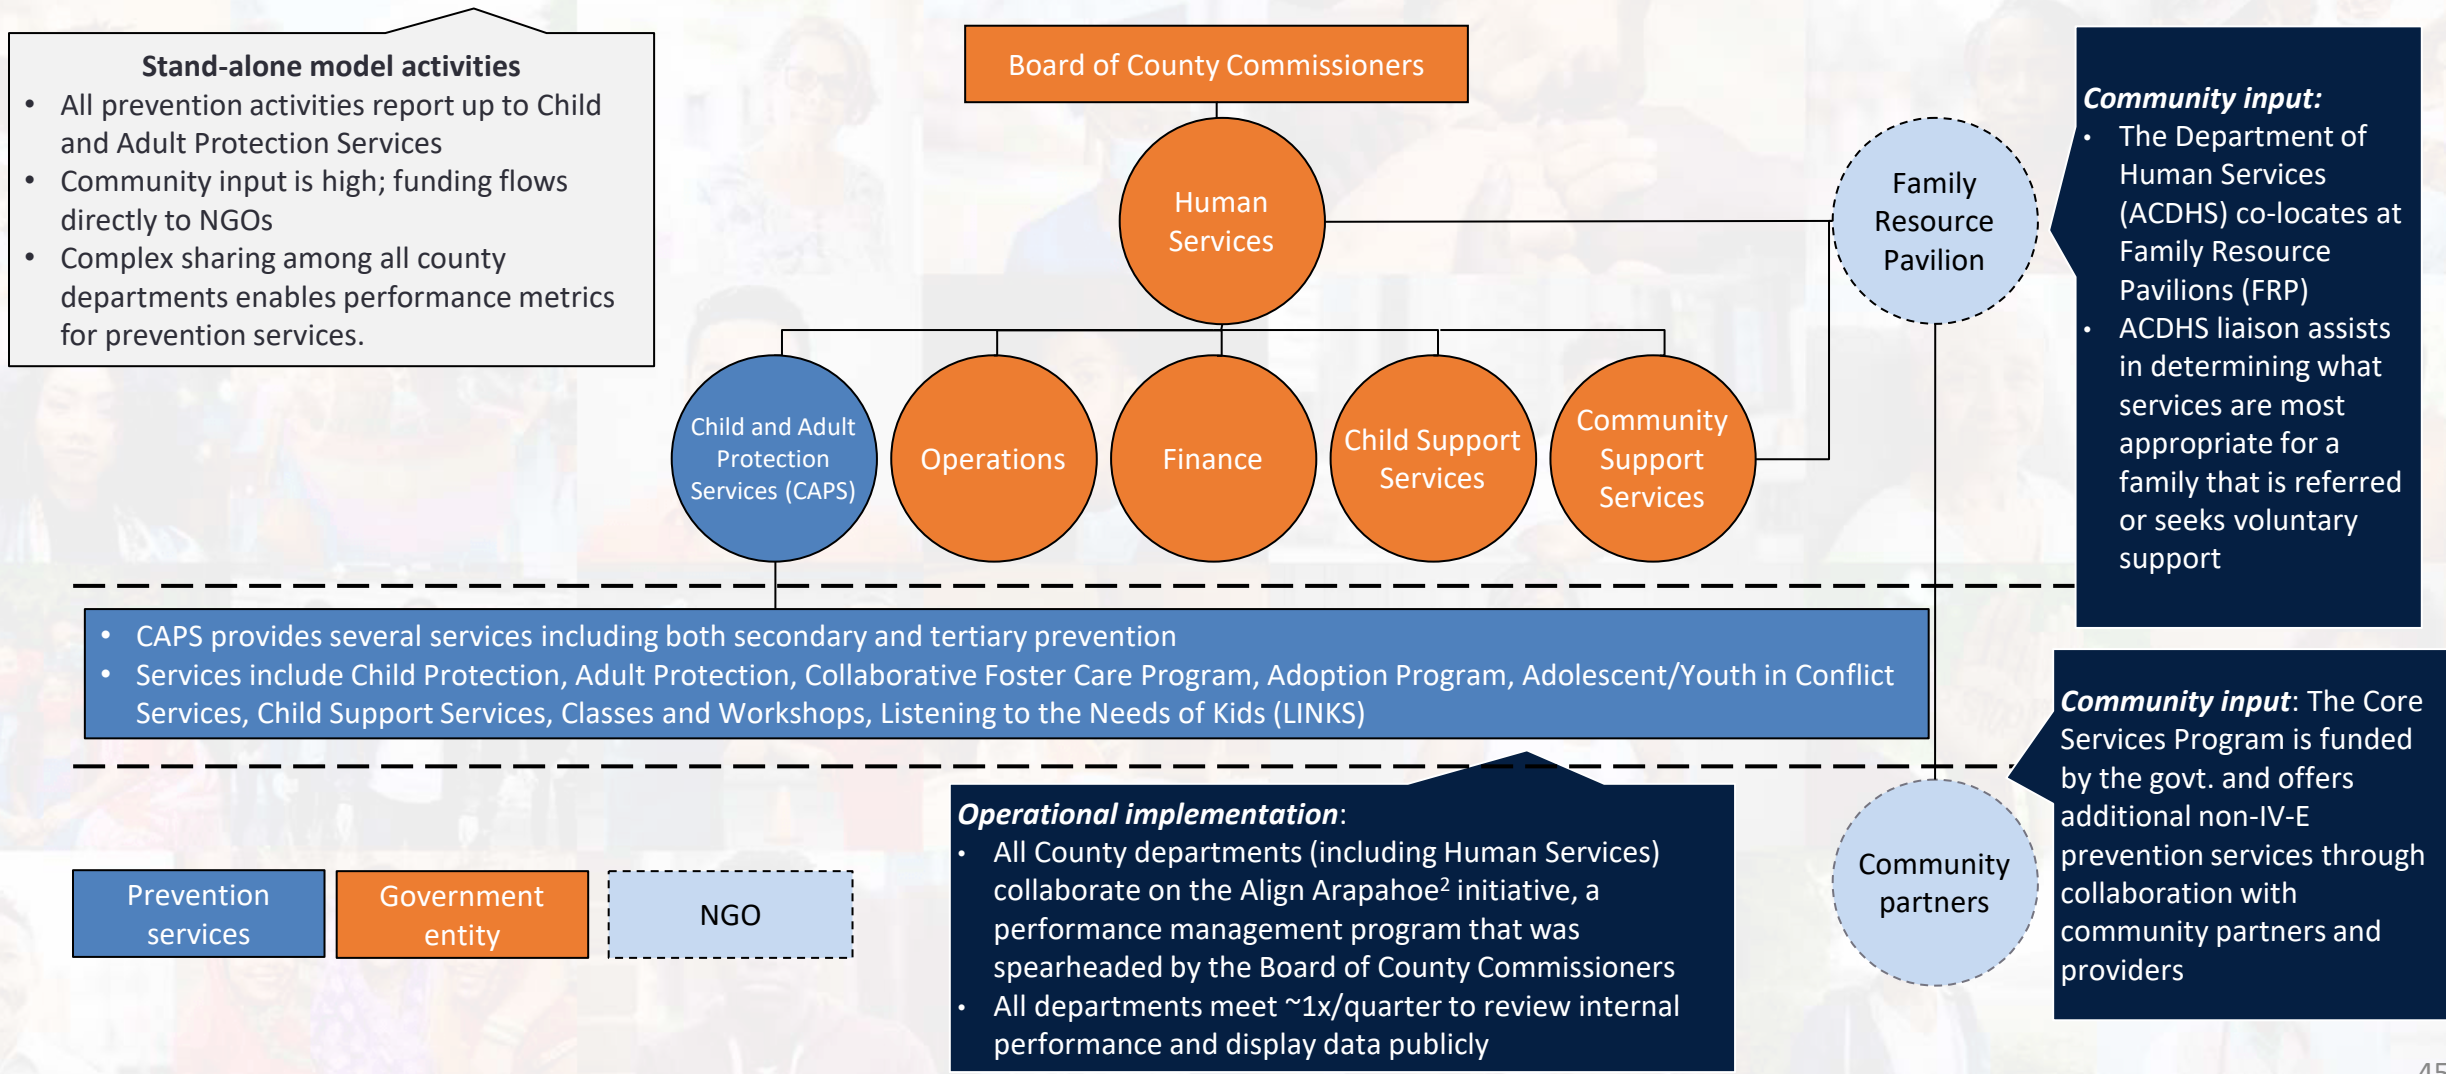 Stand-alone model activities
• All prevention activities report up to Child
and Adult Protection Services
• Community input is high; funding flows
directly to NGOs
• Complex sharing among all county
departments enables performance metrics
for prevention services.
Board of County Commissioners
Human
Services
Family
Resource
Pavilion
Community input:
• The Department of
Human Services
(ACDHS) co-locates at
Family Resource
Pavilions (FRP)
• ACDHS liaison assists
in determining what
services are most
appropriate for a
family that is referred
or seeks voluntary
support
Child and Adult
Protection
Services (CAPS)
Operations
Finance
Child Support
Services
Community
Support
Services
• CAPS provides several services including both secondary and tertiary prevention
• Services include Child Protection, Adult Protection, Collaborative Foster Care Program, Adoption Program, Adolescent/Youth in Conflict
Services, Child Support Services, Classes and Workshops, Listening to the Needs of Kids (LINKS)
Community input: The Core
Services Program is funded
by the govt. and offers
additional non-IV-E
prevention services through
collaboration with
community partners and
providers
Operational implementation:
• All County departments (including Human Services)
collaborate on the Align Arapahoe² initiative, a
performance management program that was
spearheaded by the Board of County Commissioners
• All departments meet ~1x/quarter to review internal
performance and display data publicly
Community
partners
Prevention
services
Government
entity
NGO
45